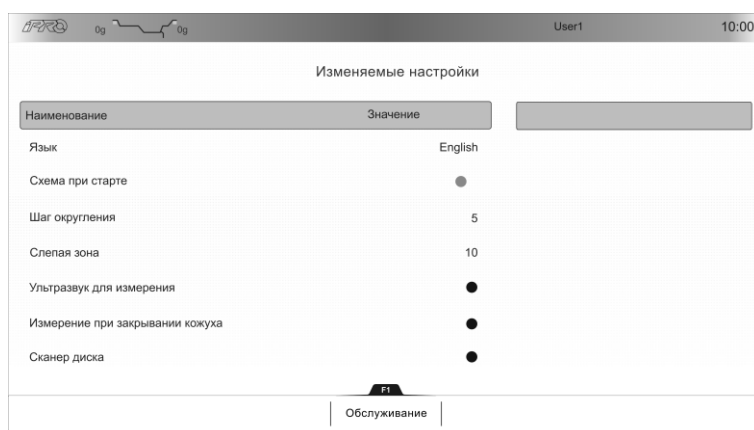 iPRO 0g 0g User1 10:00
Изменяемые настройки
Наименование Значение
Язык English
Схема при старте
Шаг округления 5
Слепая зона 10
Ультразвук для измерения
Измерение при закрывании кожуха
Сканер диска
F1
Обслуживание